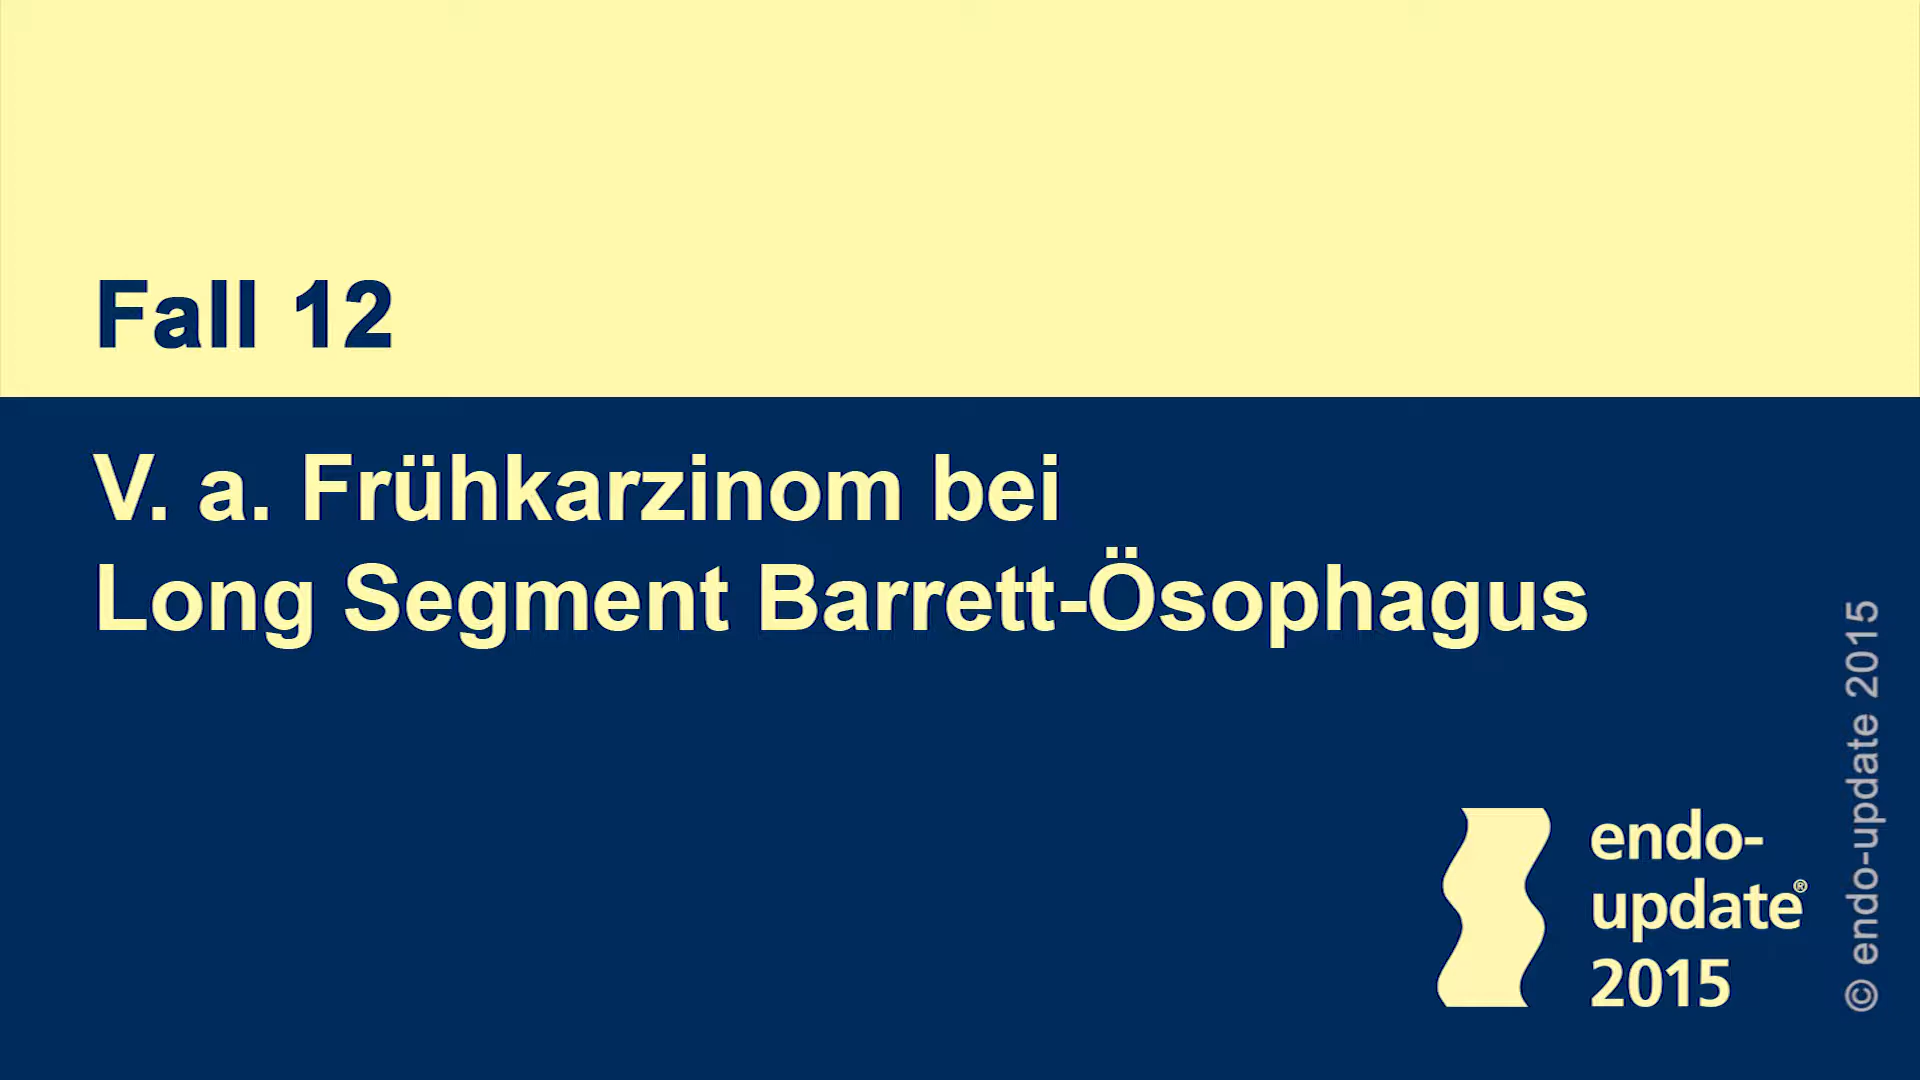 Fall 12
V. a. Frühkarzinom bei
Long Segment Barrett-Ösophagus
endo-
update®
2015
© endo-update 2015